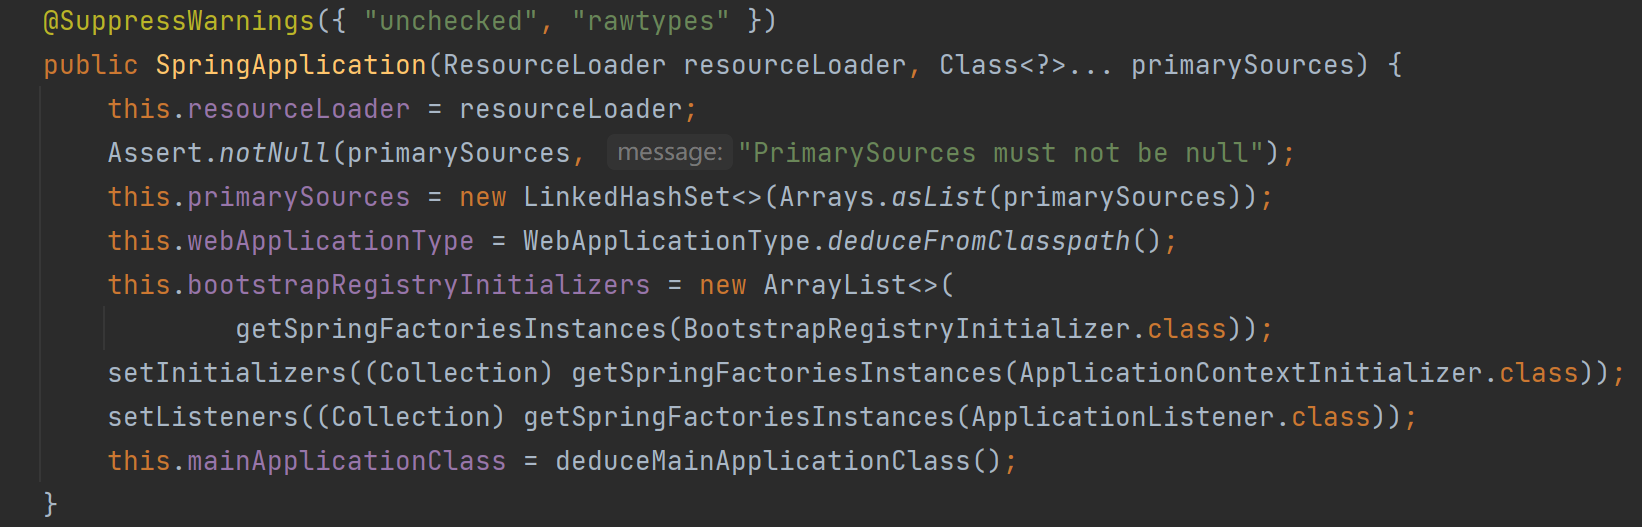 @SuppressWarnings({ "unchecked", "rawtypes" })
public SpringApplication(ResourceLoader resourceLoader, Class<?>... primarySources) {
this.resourceLoader = resourceLoader;
Assert.notNull(primarySources, message: "PrimarySources must not be null");
this.primarySources = new LinkedHashSet<>(Arrays.asList(primarySources));
this.webApplicationType = WebApplicationType.deduceFromClasspath();
this.bootstrapRegistryInitializers = new ArrayList<>(
getSpringFactoriesInstances(BootstrapRegistryInitializer.class));
setInitializers((Collection) getSpringFactoriesInstances(ApplicationContextInitializer.class));
setListeners((Collection) getSpringFactoriesInstances(ApplicationListener.class));
this.mainApplicationClass = deduceMainApplicationClass();
}